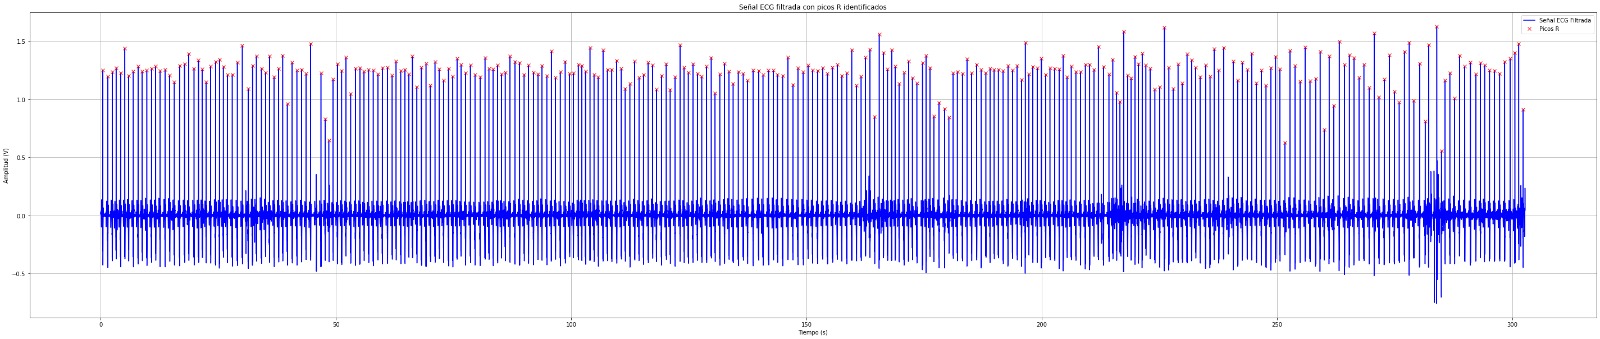 Señal ECG filtrada con picos R identificados
Señal ECG Filtrada
Picos R
1.5
1.0
0.5
0.0
−0.5
Amplitud (V)
0
50
100
150
200
250
300
Tiempo (s)